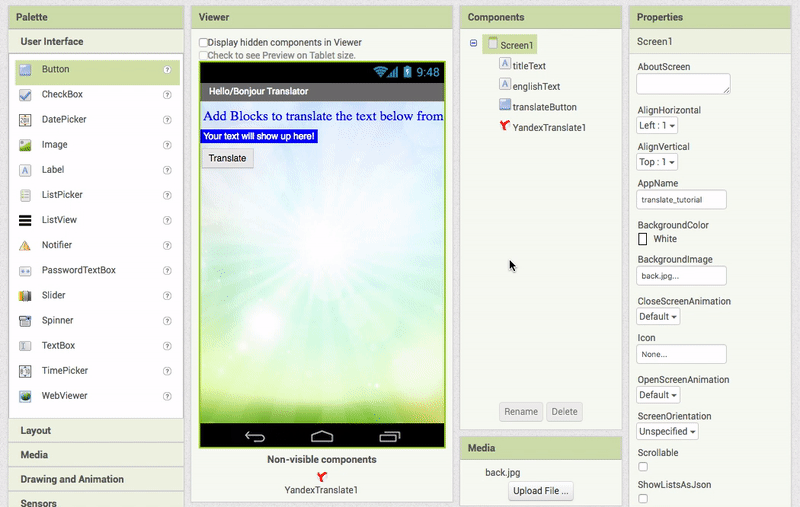 Palette
User Interface
Button
CheckBox
DatePicker
Image
Label
ListPicker
ListView
Notifier
PasswordTextBox
Slider
Spinner
TextBox
TimePicker
WebViewer
Layout
Media
Drawing and Animation
Sensors
Viewer
Display hidden components in Viewer
Check to see Preview on Tablet size.
9:48
Hello/Bonjour Translator
Add Blocks to translate the text below from
Your text will show up here!
Translate
Non-visible components
YandexTranslate1
Components
Screen1
titleText
englishText
translateButton
YandexTranslate1
Rename Delete
Media
back.jpg
Upload File ...
Properties
Screen1
AboutScreen
AlignHorizontal
Left : 1
AlignVertical
Top : 1
AppName
translate_tutorial
BackgroundColor
White
BackgroundImage
back.jpg...
CloseScreenAnimation
Default
Icon
None...
OpenScreenAnimation
Default
ScreenOrientation
Unspecified
Scrollable
ShowListsAsJson